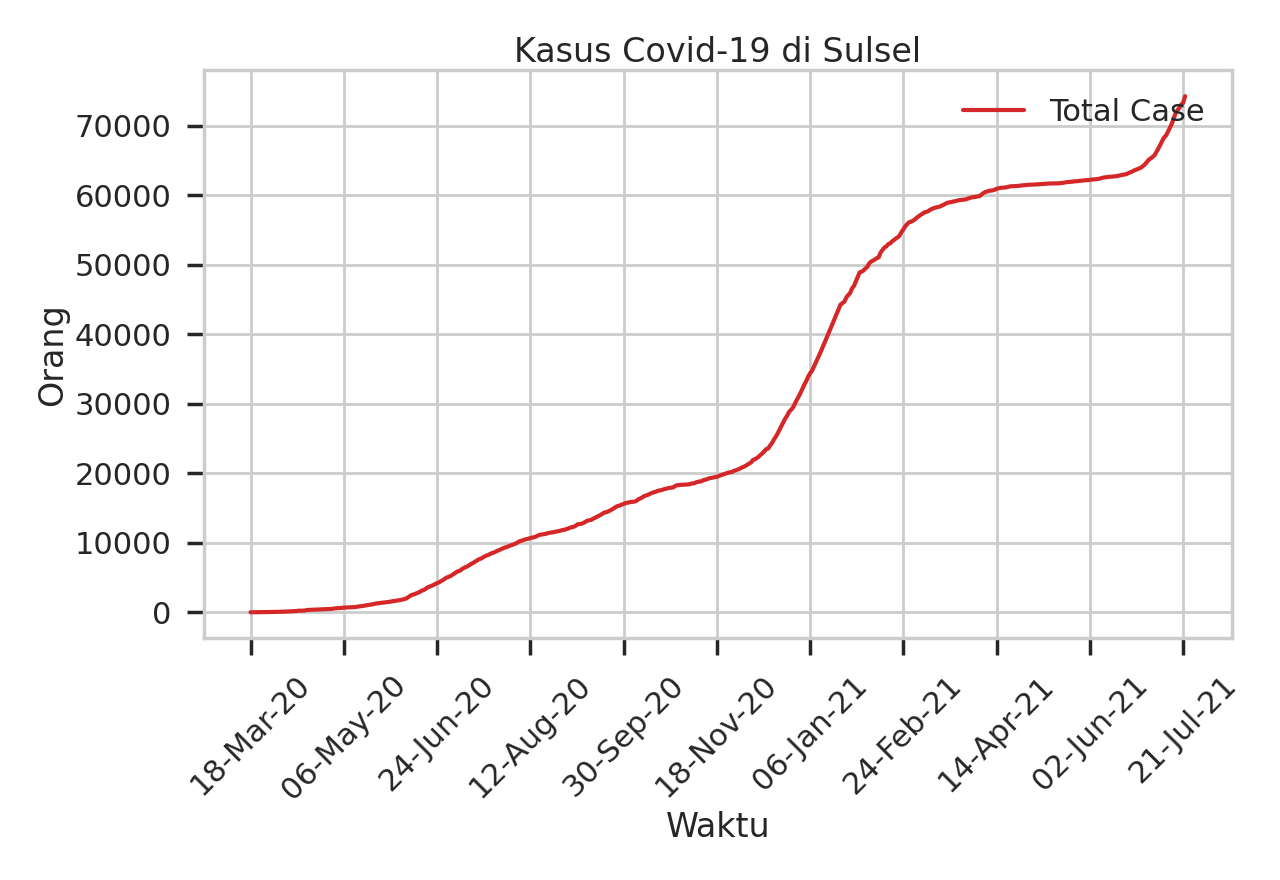 Kasus Covid-19 di Sulsel
Total Case
Orang
70000
60000
50000
40000
30000
20000
10000
0
18-Mar-20
06-May-20
24-Jun-20
12-Aug-20
30-Sep-20
18-Nov-20
06-Jan-21
24-Feb-21
14-Apr-21
02-Jun-21
21-Jul-21
Waktu